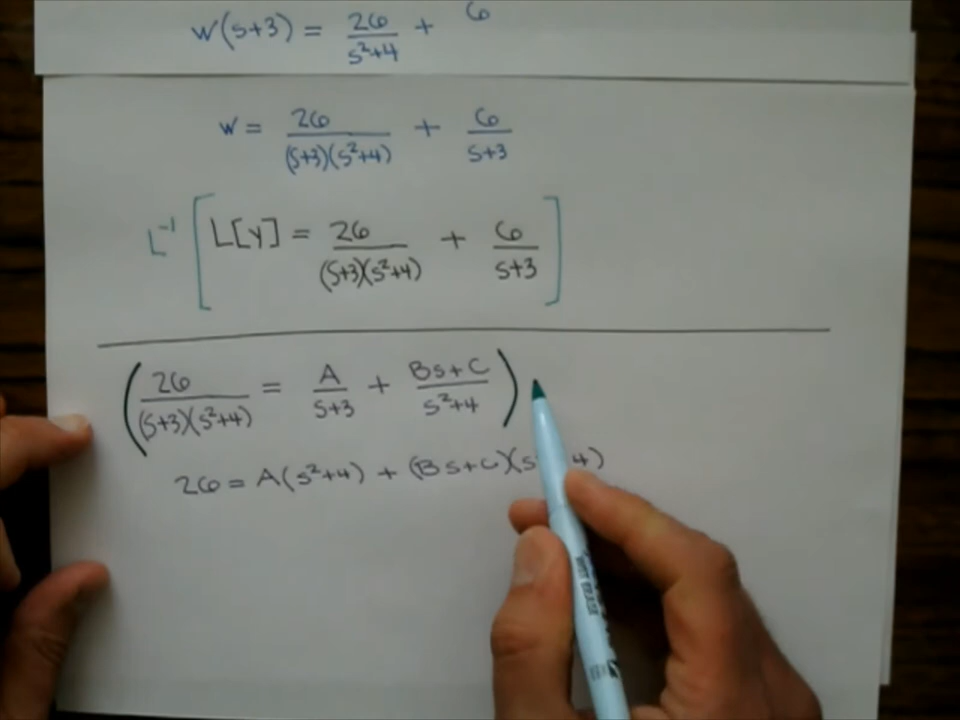 W(s+3) = 26/(s²+4) + 6
W = 26/((s+3)(s²+4)) + 6/(s+3)
L⁻¹ [ L[y] = 26/((s+3)(s²+4)) + 6/(s+3) ]
( 26/((s+3)(s²+4)) = A/(s+3) + (Bs+C)/(s²+4) )
26 = A(s²+4) + (Bs+C)(s 4)